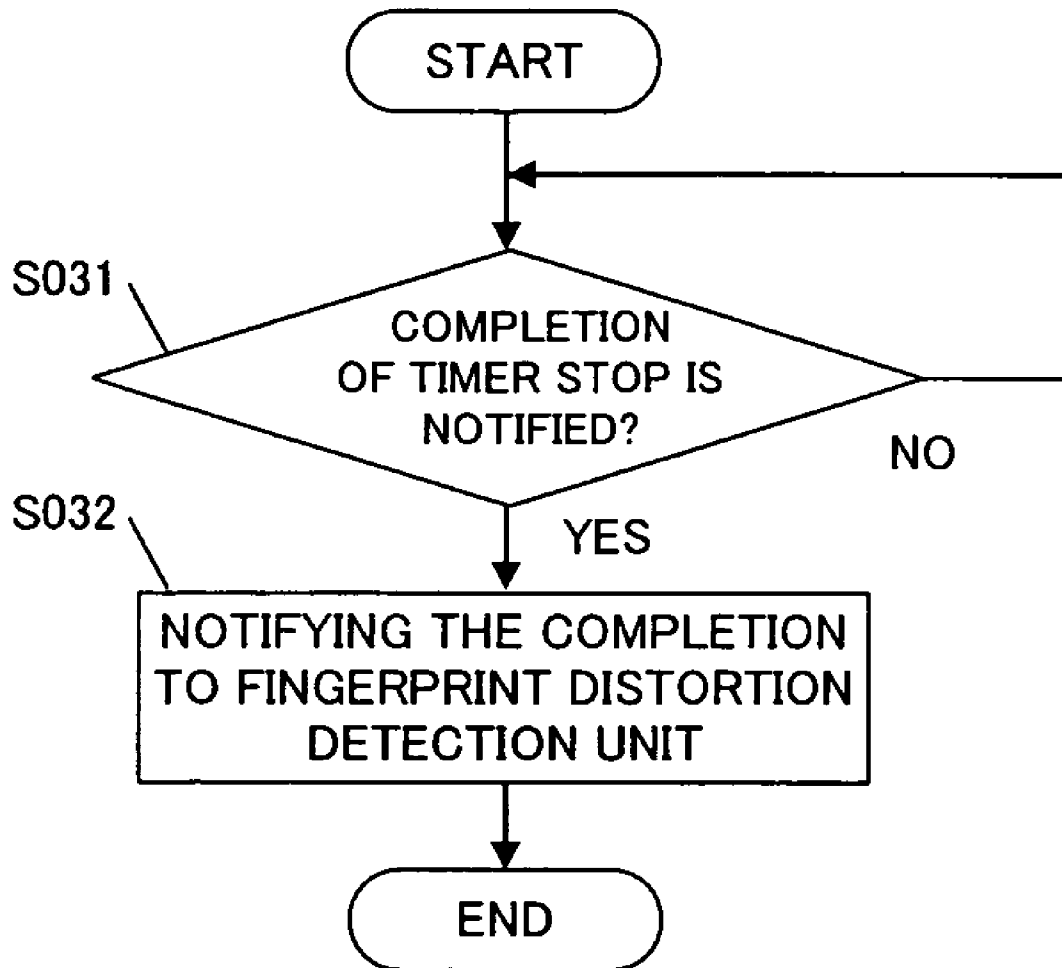 START
S031
COMPLETION
OF TIMER STOP IS
NOTIFIED?
NO
S032
YES
NOTIFYING THE COMPLETION
TO FINGERPRINT DISTORTION
DETECTION UNIT
END